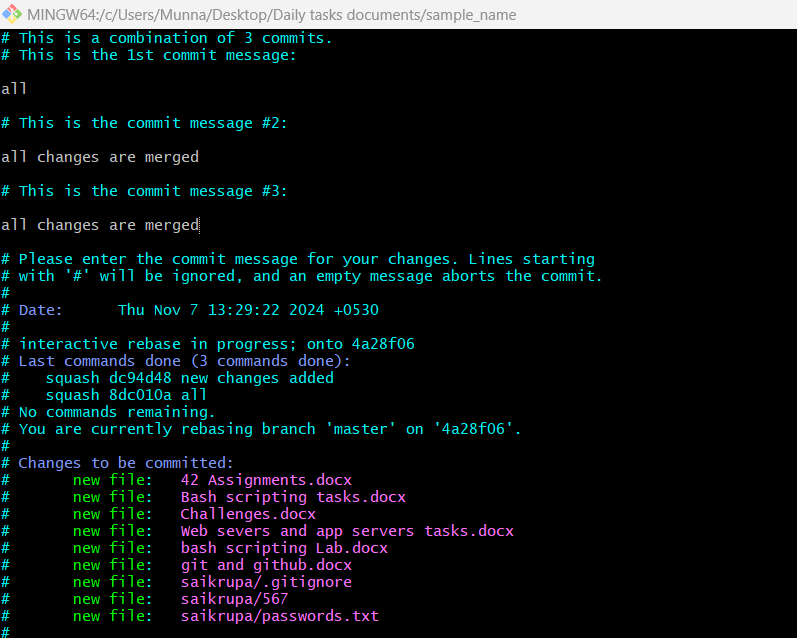 MINGW64:/c/Users/Munna/Desktop/Daily tasks documents/sample_name
# This is a combination of 3 commits.
# This is the 1st commit message:
all
# This is the commit message #2:
all changes are merged
# This is the commit message #3:
all changes are merged
# Please enter the commit message for your changes. Lines starting
# with '#' will be ignored, and an empty message aborts the commit.
#
# Date:      Thu Nov 7 13:29:22 2024 +0530
#
# interactive rebase in progress; onto 4a28f06
# Last commands done (3 commands done):
#    squash dc94d48 new changes added
#    squash 8dc010a all
# No commands remaining.
# You are currently rebasing branch 'master' on '4a28f06'.
#
# Changes to be committed:
#       new file:   42 Assignments.docx
#       new file:   Bash scripting tasks.docx
#       new file:   Challenges.docx
#       new file:   Web severs and app servers tasks.docx
#       new file:   bash scripting Lab.docx
#       new file:   git and github.docx
#       new file:   saikrupa/.gitignore
#       new file:   saikrupa/567
#       new file:   saikrupa/passwords.txt
#